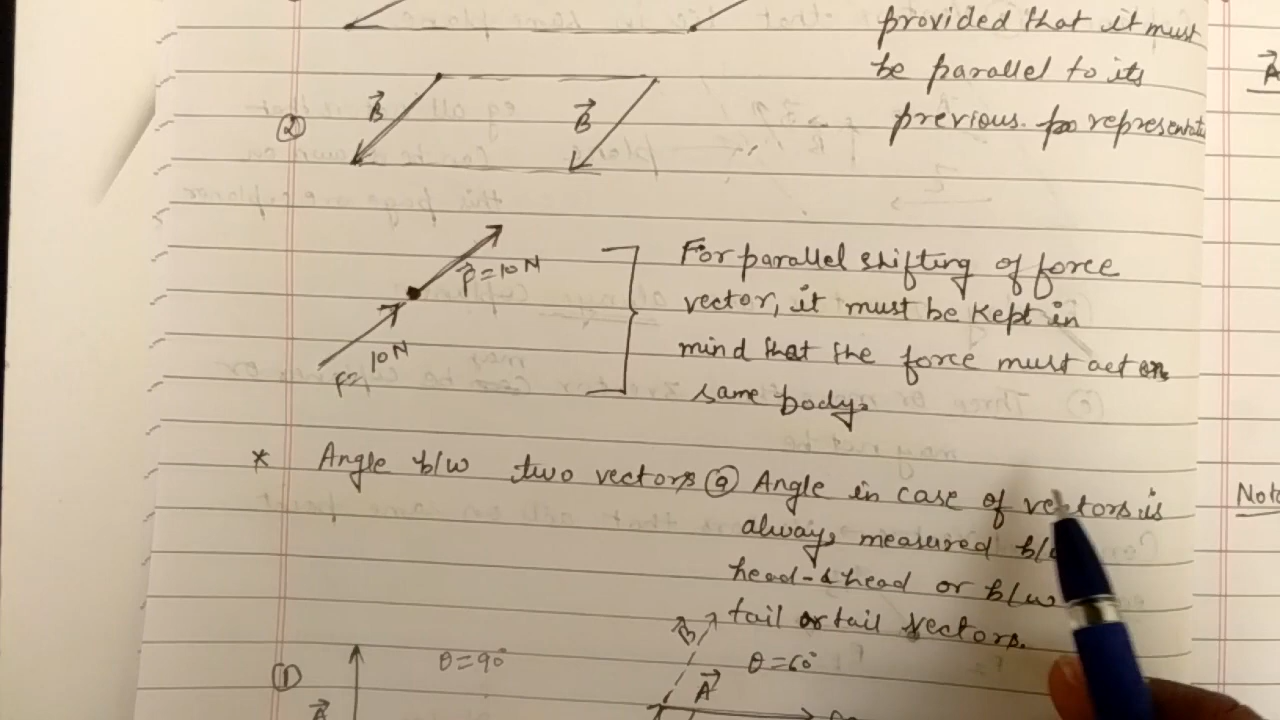 provided that it must
be parallel to its
previous. representat
②
B
B
F=10N
F=10N
For parallel shifting of force
vector, it must be kept in
mind that the force must act on
same body.
* Angle b/w two vectors ⓐ Angle in case of vectors is
always measured b/w
head-&head or b/w
tail or tail vectors.
①
θ=90°
B
θ=60°
A
A
A
Note